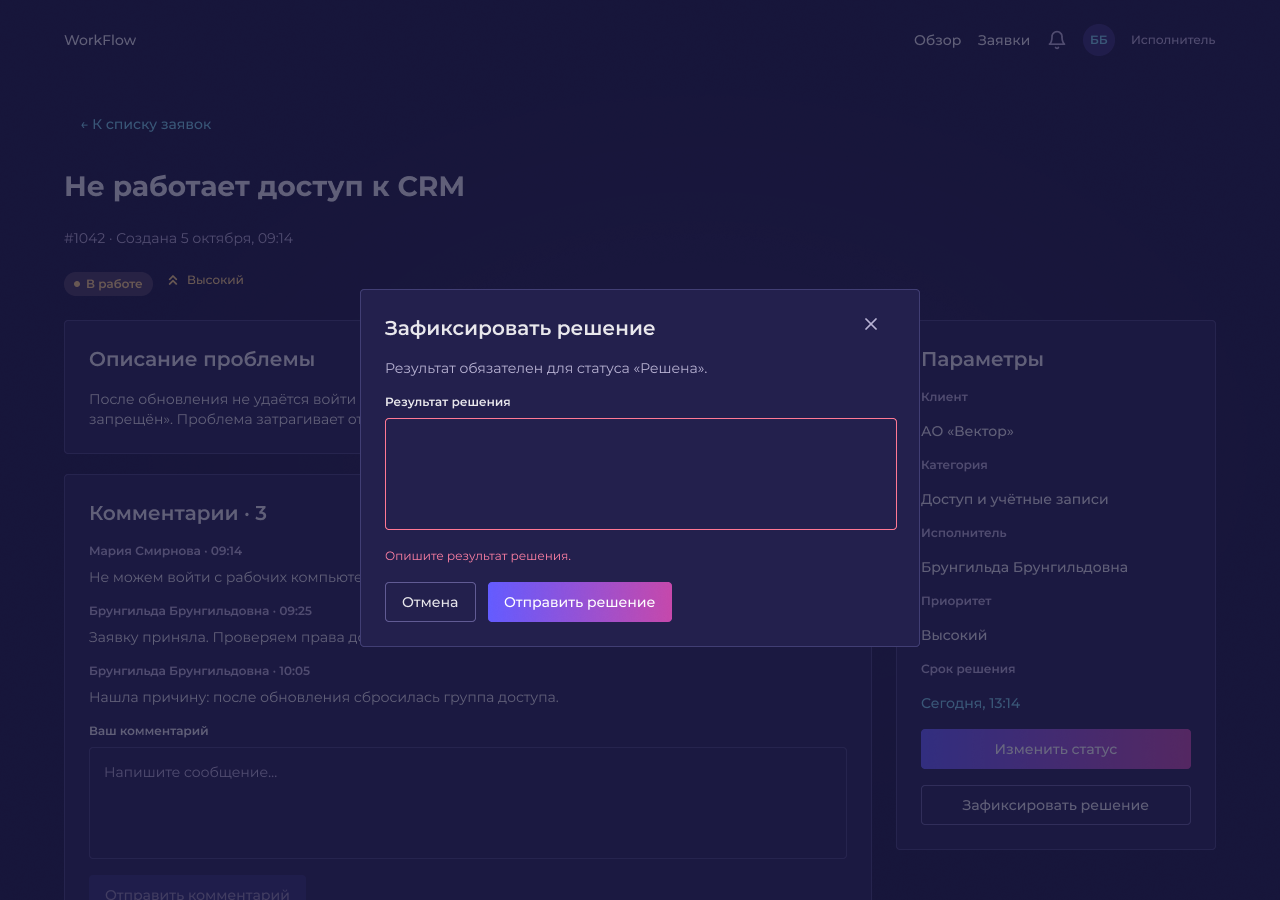 WorkFlow
Обзор
Заявки
ББ
Исполнитель
← К списку заявок
Не работает доступ к CRM
#1042 · Создана 5 октября, 09:14
В работе
Высокий
Описание проблемы
После обновления не удаётся войти
запрещён». Проблема затрагивает
Комментарии · 3
Мария Смирнова · 09:14
Не можем войти с рабочих
Брунгильда Брунгильдовна · 09:25
Заявку приняла. Проверяем права
Брунгильда Брунгильдовна · 10:05
Нашла причину: после обновления сбросилась группа доступа.
Ваш комментарий
Напишите сообщение...
Отправить комментарий
Зафиксировать решение
Результат обязателен для статуса «Решена».
Результат решения
Опишите результат решения.
Отмена
Отправить решение
Параметры
Клиент
АО «Вектор»
Категория
Доступ и учётные записи
Исполнитель
Брунгильда Брунгильдовна
Приоритет
Высокий
Срок решения
Сегодня, 13:14
Изменить статус
Зафиксировать решение